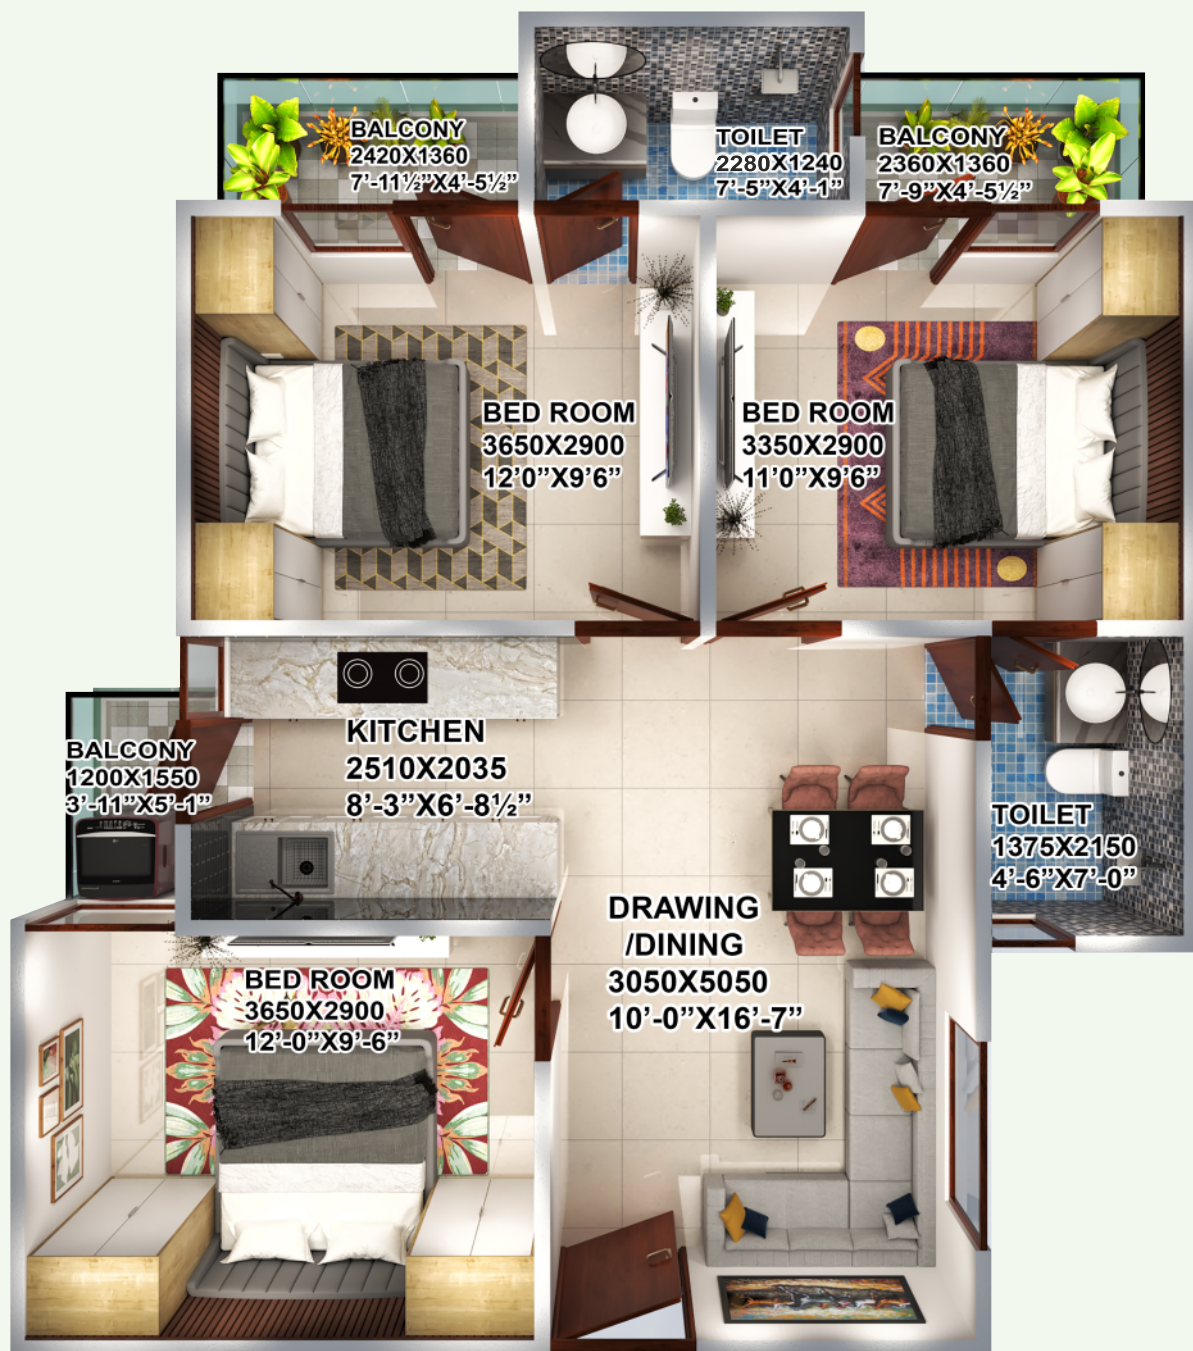 BALCONY
2420X1360
7’-11½”X4’-5½”
TOILET
2280X1240
7’-5”X4’-1”
BALCONY
2360X1360
7’-9”X4’-5½”
BED ROOM
3650X2900
12’0”X9’6”
BED ROOM
3350X2900
11’0”X9’6”
KITCHEN
2510X2035
8’-3”X6’-8½”
BALCONY
1200X1550
3’-11”X5’-1”
TOILET
1375X2150
4’-6”X7’-0”
DRAWING
/DINING
3050X5050
10’-0”X16’-7”
BED ROOM
3650X2900
12’-0”X9’-6”